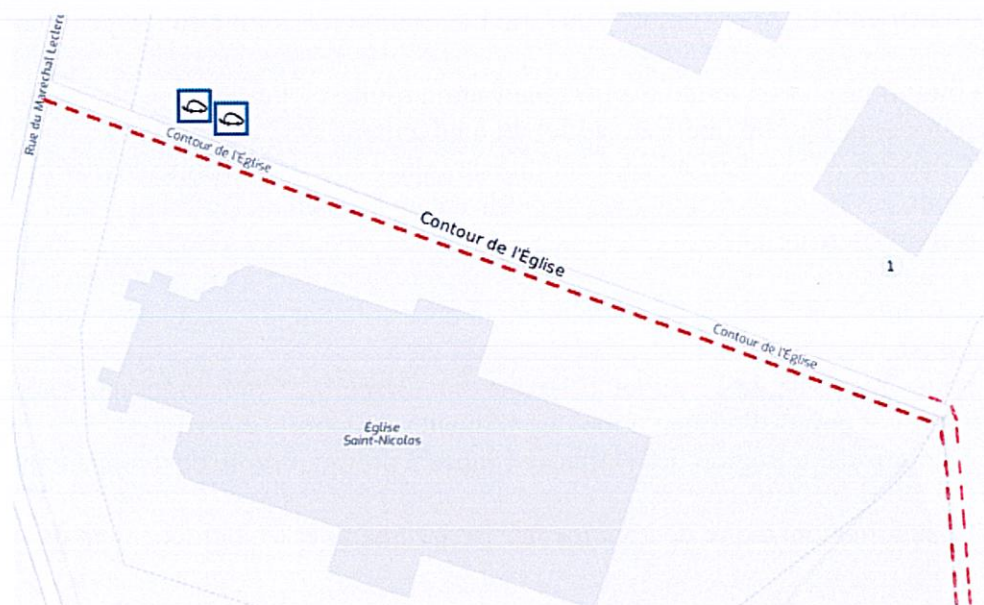 Rue du Maréchal Leclerc
Contour de l'Église
Contour de l'Église
Contour de l'Église
1
Église
Saint-Nicolas